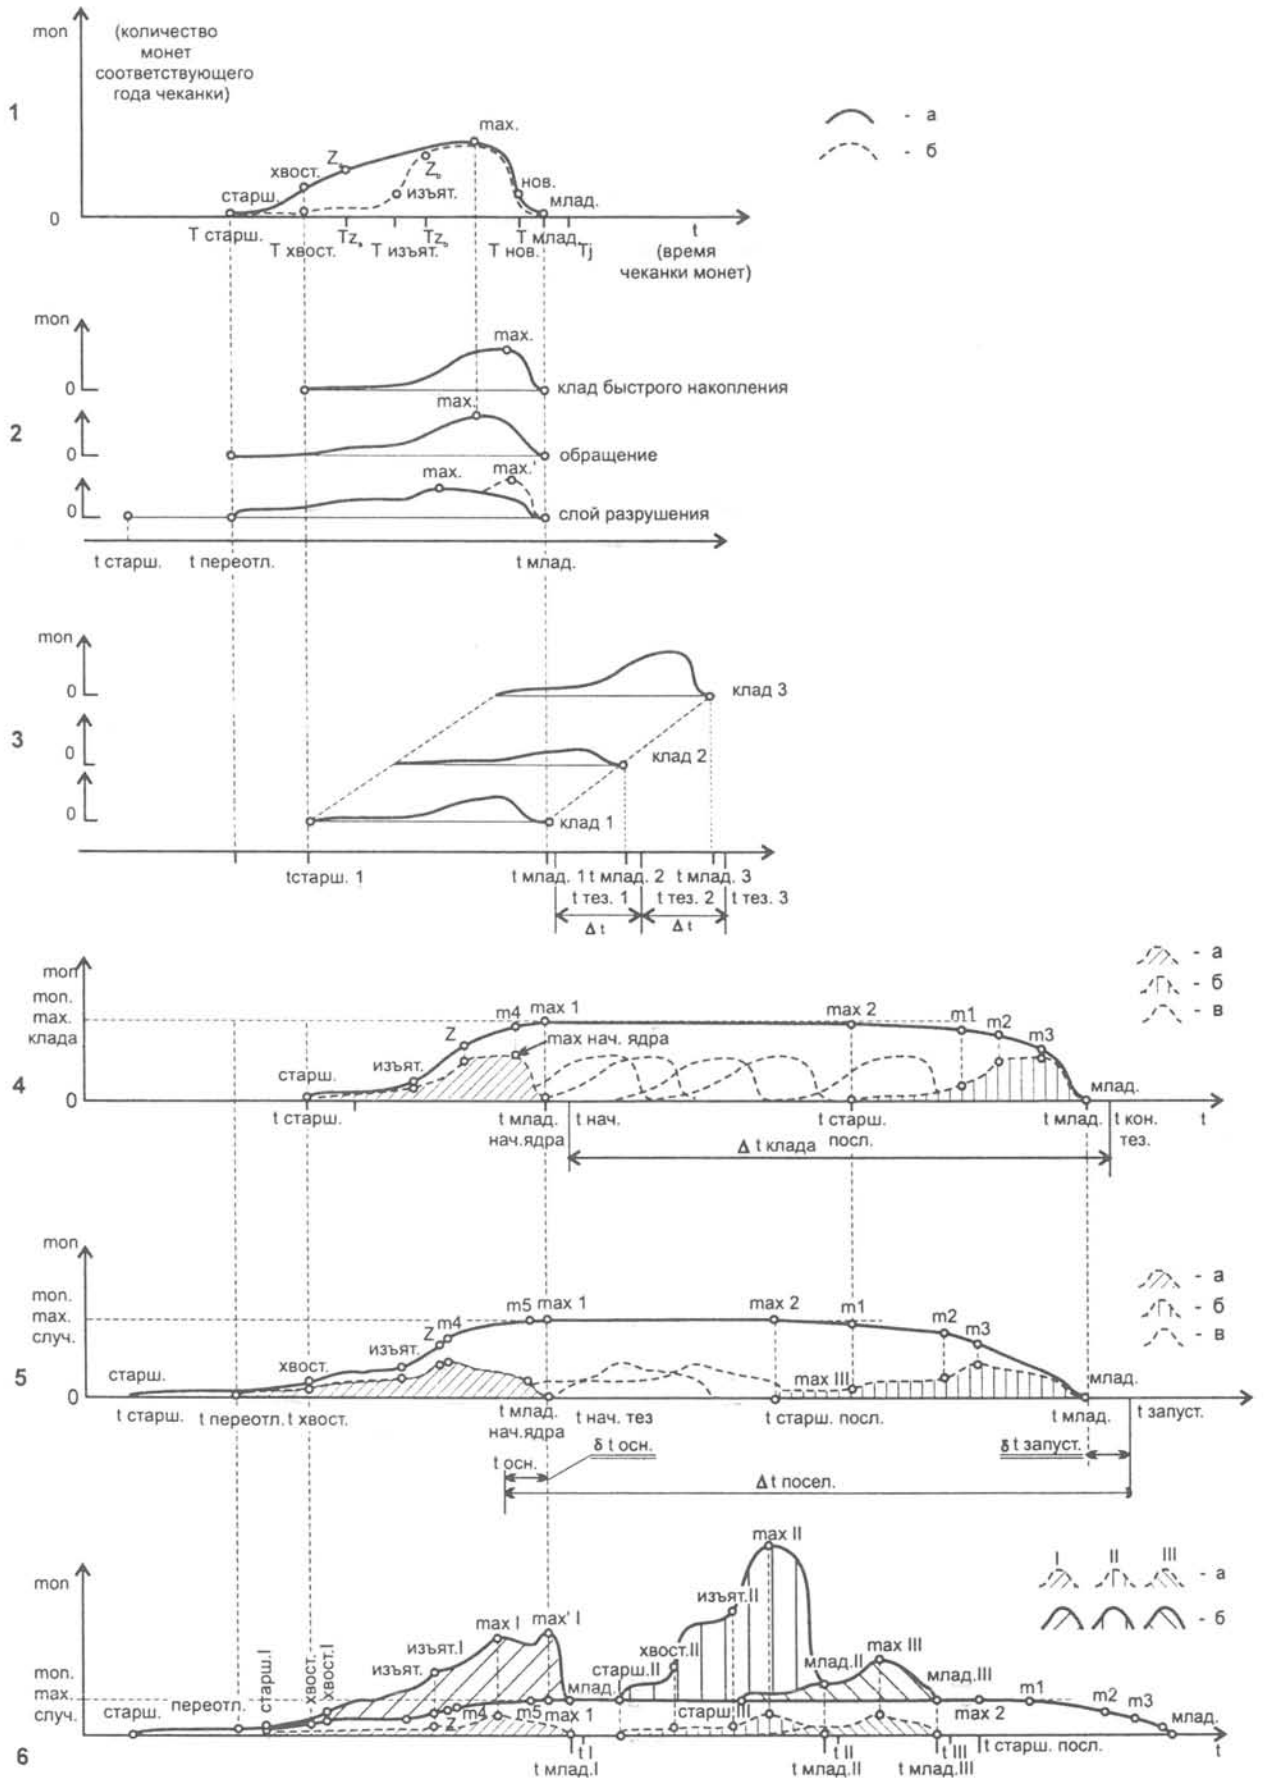 mon
(количество
монет
соответствующего
года чеканки)
1
- а
- б
max.
Z
хвост.
старш.
Z
изъят.
нов.
млад.
0
Т старш.
Т хвост.
Tz
Т изъят.
Tz
Т нов.
Т млад.
Tj
t
(время
чеканки монет)
mon
max.
0
клад быстрого накопления
2
max.
0
обращение
max.
max.'
0
слой разрушения
t старш.
t переотл.
t млад.
mon
0
клад 3
3
0
клад 2
0
клад 1
tстарш. 1
t млад. 1
t млад. 2
t млад. 3
t тез. 1
t тез. 2
t тез. 3
Δ t
Δ t
- а
- б
- в
mon
mon.
max.
клада
m4
max 1
max 2
m1
m2
m3
Z
max нач. ядра
изъят.
старш.
млад.
4
0
t старш.
t млад.
нач.ядра
t нач.
t старш.
посл.
t млад.
t кон.
тез.
t
Δ t клада
mon
- а
- б
- в
mon.
max.
случ.
m5
max 1
max 2
m1
m2
m3
Z
m4
изъят.
хвост.
старш.
max III
млад.
5
0
t старш.
t переотл.
t хвост.
t млад.
нач.ядра
t нач. тез
t старш. посл.
t млад.
t запуст.
t осн.
δ t осн.
δ t запуст.
Δ t посел.
I
II
III
- а
- б
mon
max II
изъят.II
max I
max' I
изъят.I
хвост.II
max III
изъят.
старш.II
млад.II
млад.III
старш.I
хвост.
хвост.I
mon.
max.
случ.
переотл.
старш.
млад.I
m1
m2
m3
млад.
Z
m4
m5
max 1
старш.III
max 2
6
t I
t млад.I
t II
t млад.II
t III
t млад.III
t старш. посл.
t